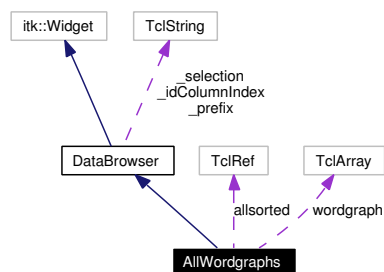 itk::Widget
TclString
_selection
_idColumnIndex
_prefix
DataBrowser
TclRef
TclArray
allsorted
wordgraph
AllWordgraphs